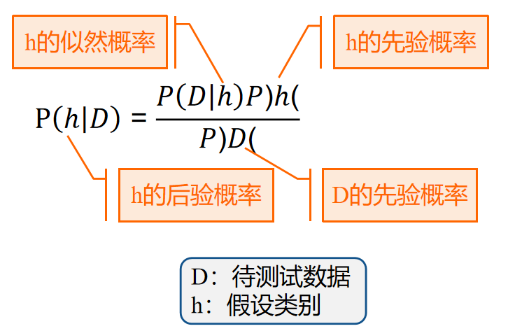 h的似然概率
h的先验概率
P(h|D) = P(D|h)P)h(
P)D(
h的后验概率
D的先验概率
D：待测试数据
h：假设类别